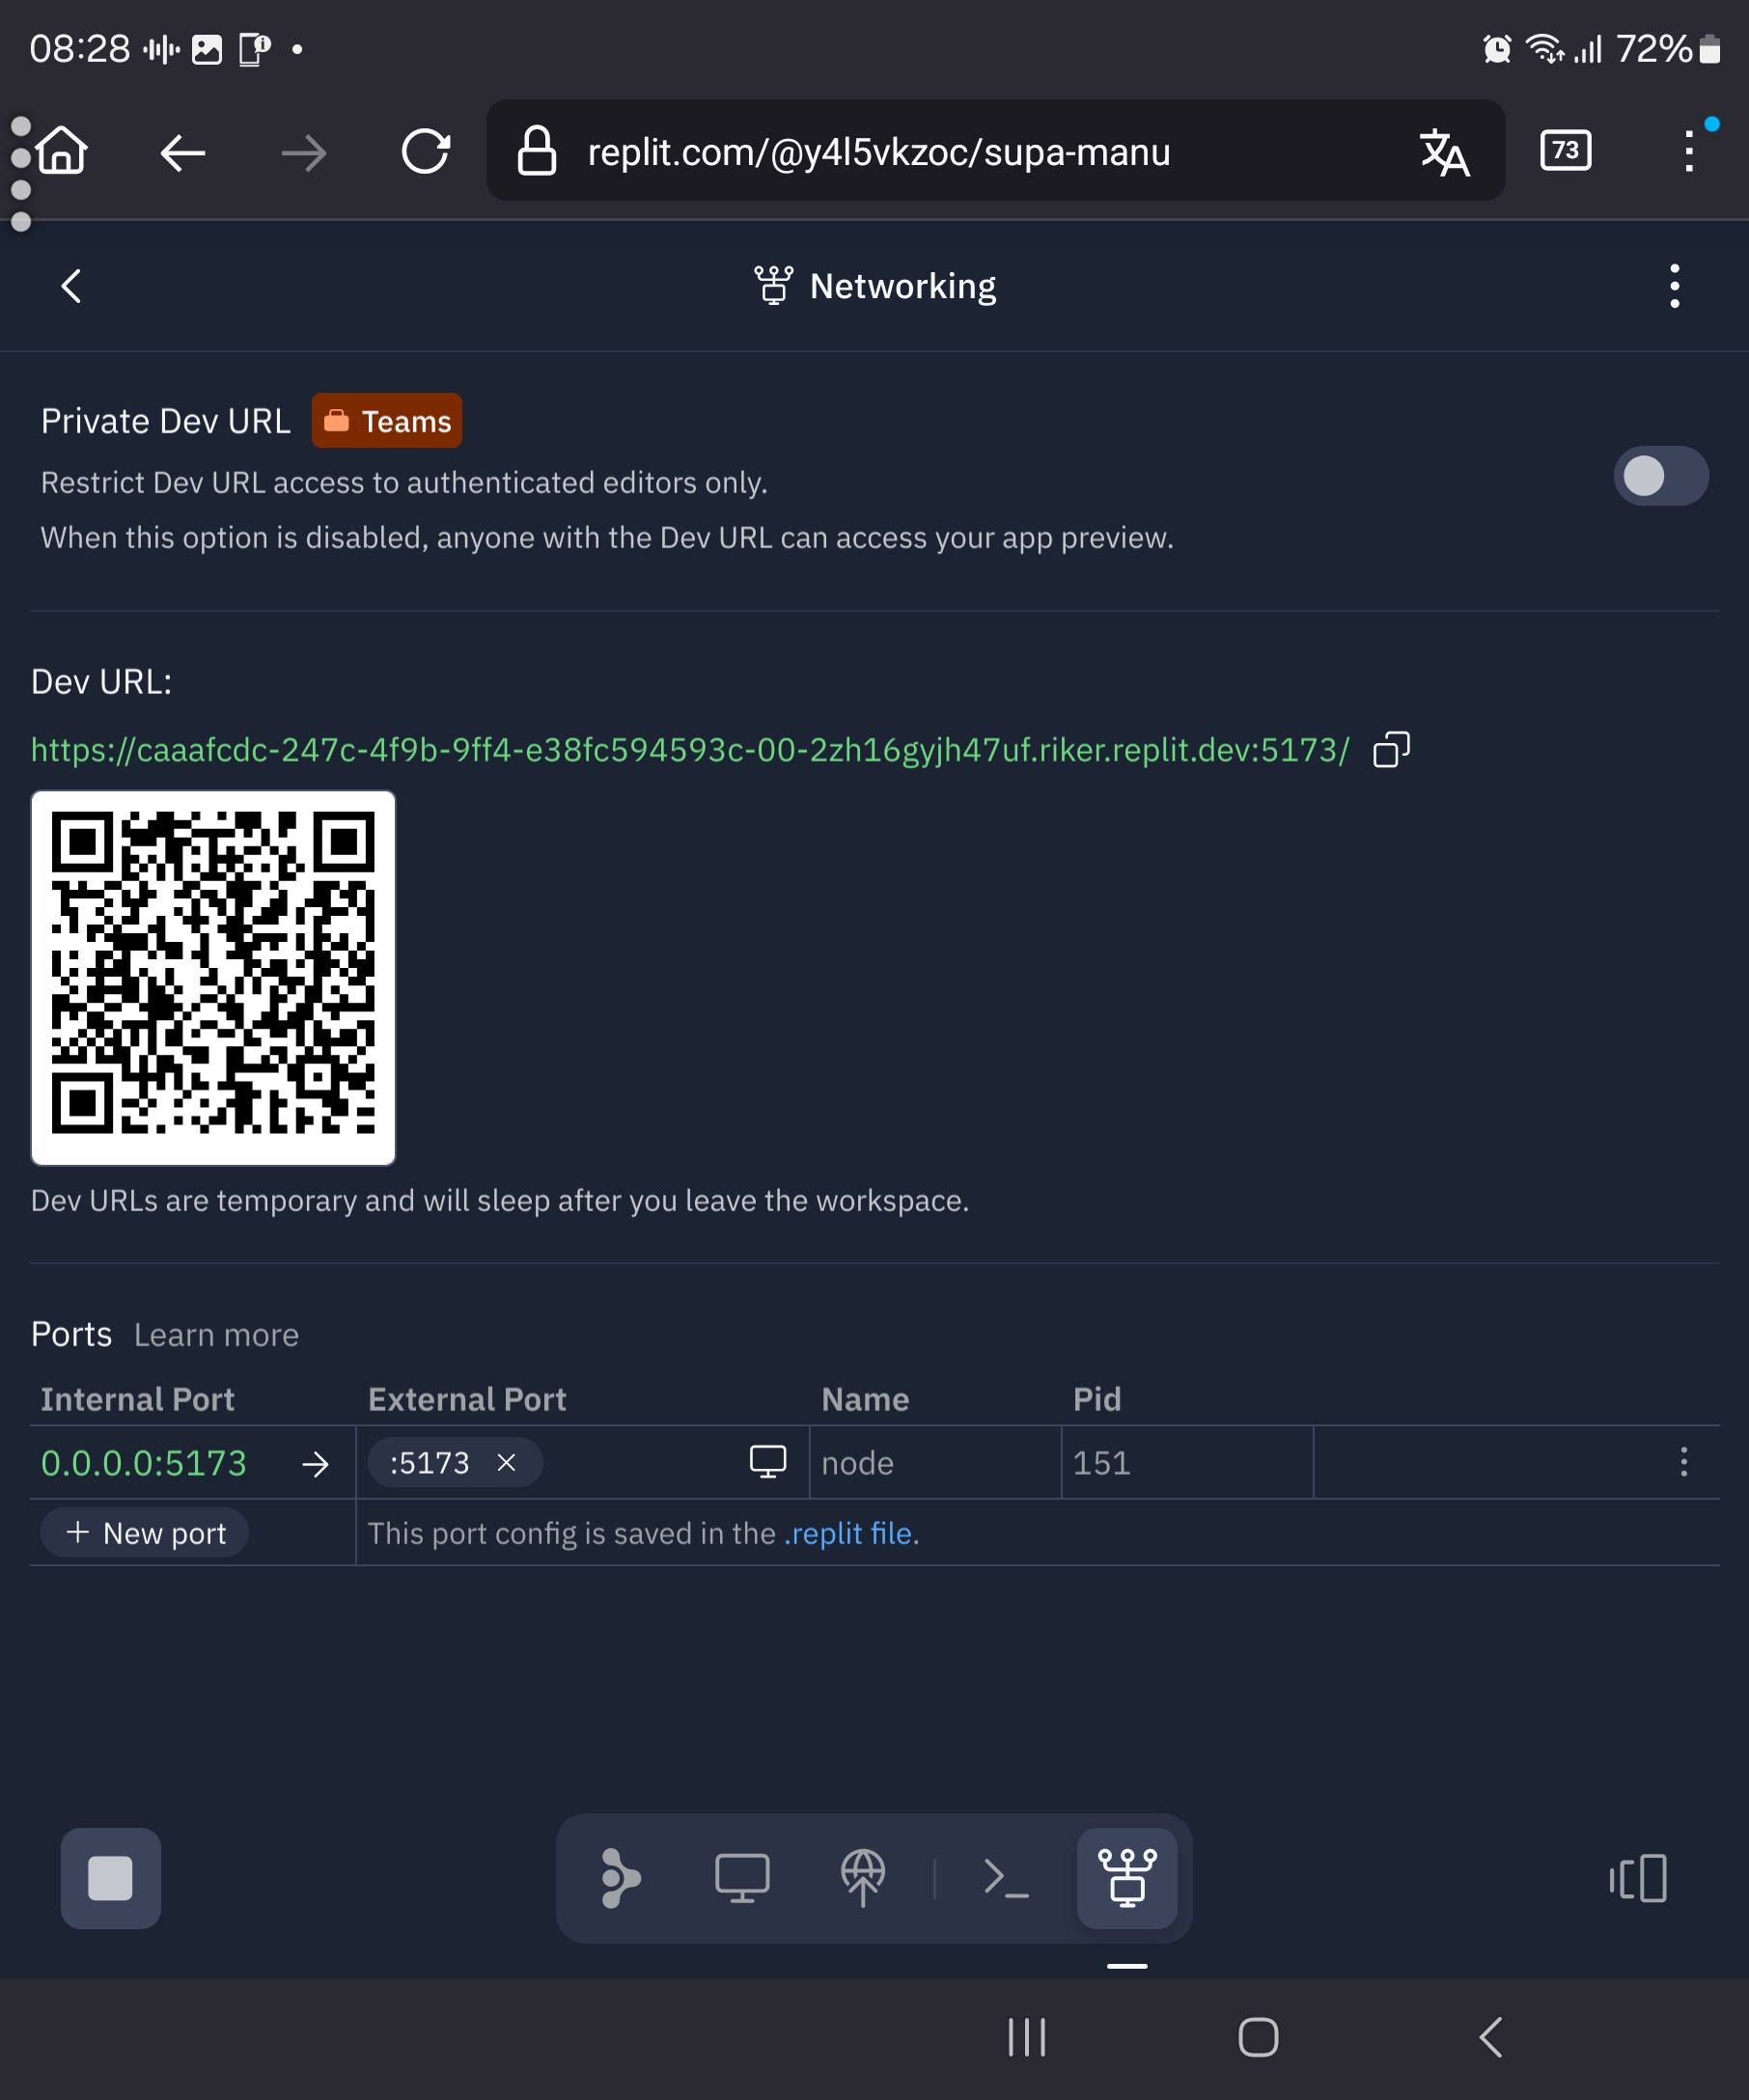 08:28
72%
replit.com/@y4l5vkzoc/supa-manu
73
Networking
Private Dev URL Teams
Restrict Dev URL access to authenticated editors only.
When this option is disabled, anyone with the Dev URL can access your app preview.
Dev URL:
https://caaafcdc-247c-4f9b-9ff4-e38fc594593c-00-2zh16gyjh47uf.riker.replit.dev:5173/
Dev URLs are temporary and will sleep after you leave the workspace.
Ports Learn more
Internal Port External Port Name Pid
0.0.0.0:5173 → :5173 × node 151
+ New port This port config is saved in the .replit file.